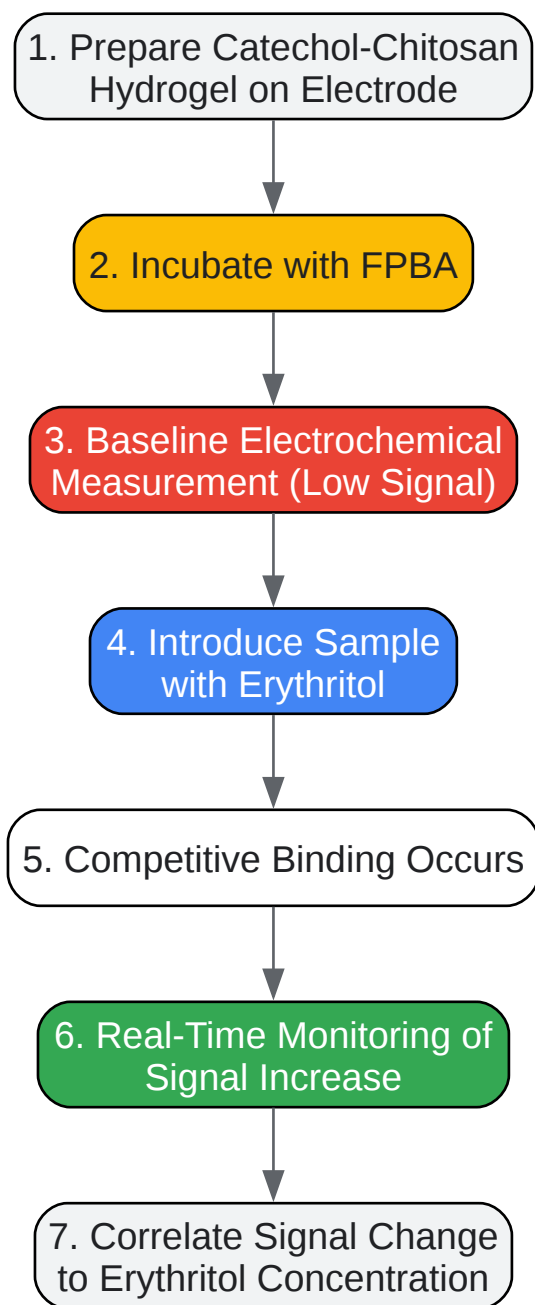 1. Prepare Catechol-Chitosan
Hydrogel on Electrode
2. Incubate with FPBA
3. Baseline Electrochemical
Measurement (Low Signal)
4. Introduce Sample
with Erythritol
5. Competitive Binding Occurs
6. Real-Time Monitoring of
Signal Increase
7. Correlate Signal Change
to Erythritol Concentration